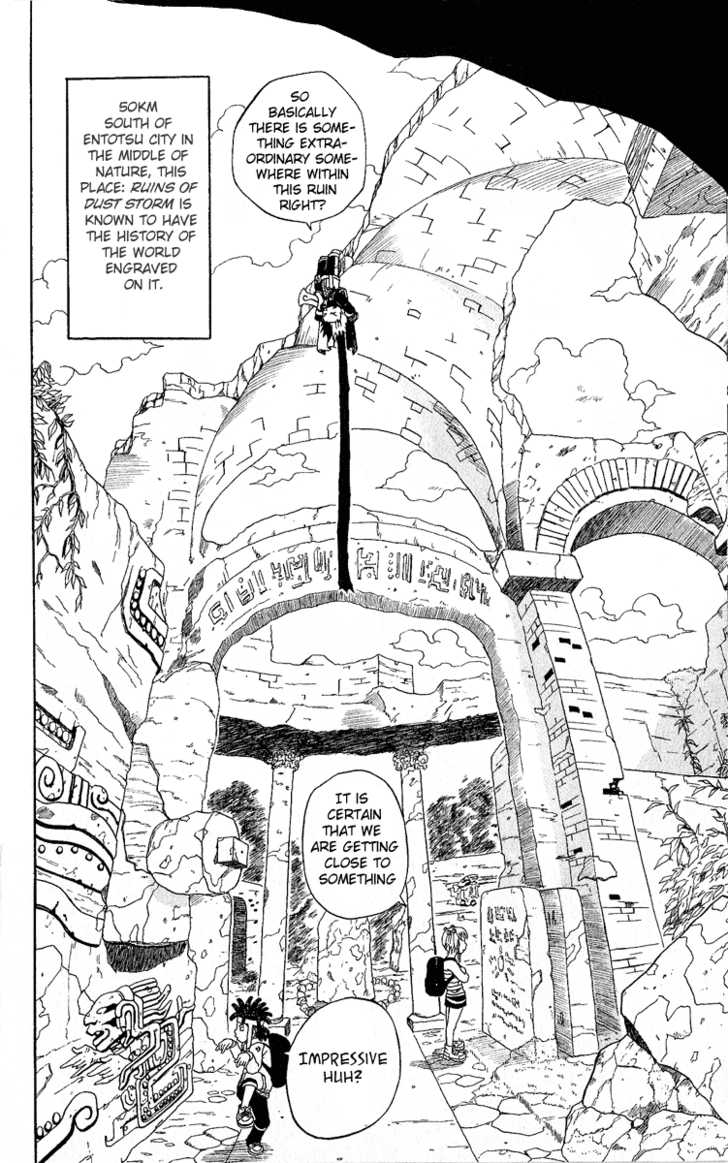 50KM
SOUTH OF
ENTOTSU CITY IN
THE MIDDLE OF
NATURE, THIS
PLACE: RUINS OF
DUST STORM IS
KNOWN TO HAVE
THE HISTORY OF
THE WORLD
ENGRAVED
ON IT.
SO
BASICALLY
THERE IS SOME-
THING EXTRA-
ORDINARY SOME-
WHERE WITHIN
THIS RUIN
RIGHT?
IT IS
CERTAIN
THAT WE
ARE GETTING
CLOSE TO
SOMETHING
IMPRESSIVE
HUH?